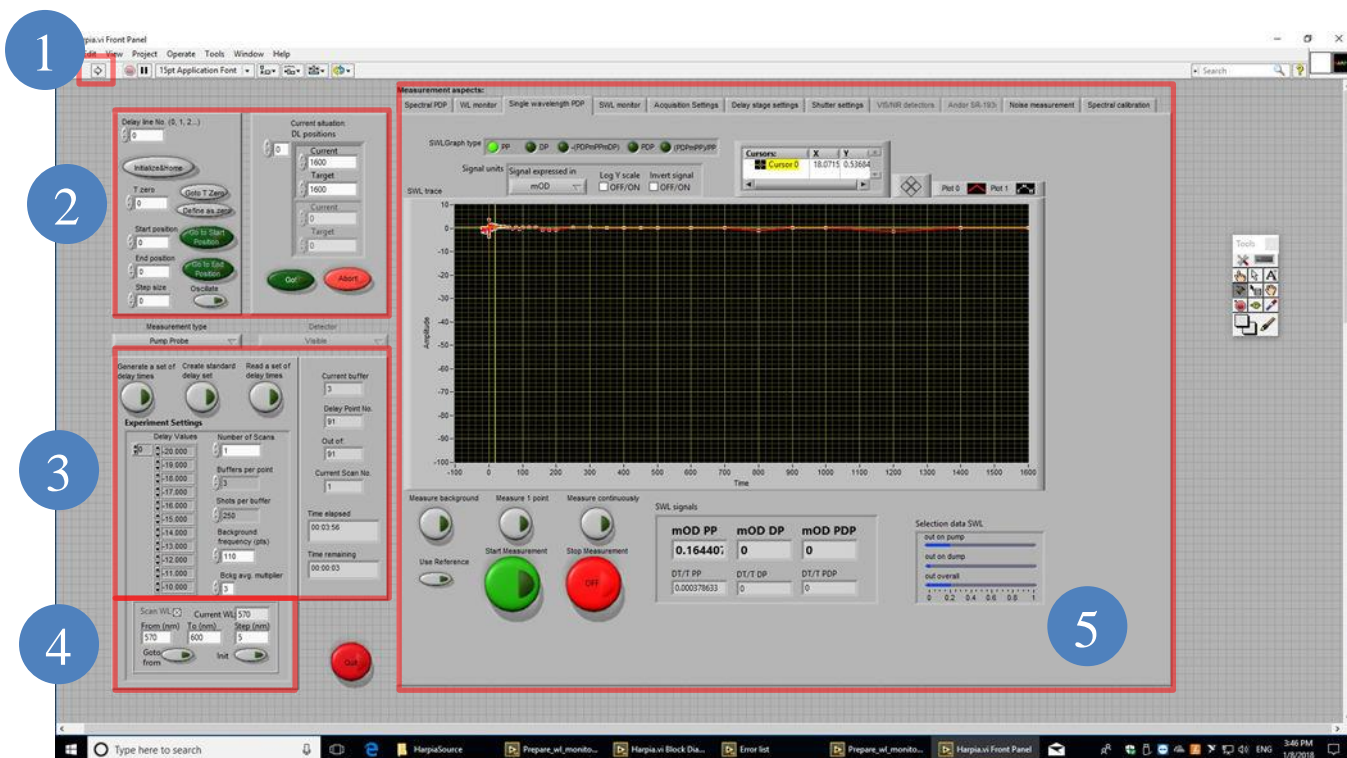 1
pia.vi Front Panel
Edit View Project Operate Tools Window Help
15pt Application Font
Search
2
Delay line No. (0, 1, 2...)
0
Initialize&Home
T zero
Goto T Zero
0
Define as zero
Start position
0
Go to Start Position
End position
0
Go to End Position
Step size
Oscillate
0
Current situation
DL positions
0
Current
1600
Target
1600
Current
0
Target
0
Go!
Abort
Measurement type
Detector
Pump Probe
Visible
3
Generate a set of delay times
Create standard delay set
Read a set of delay times
Experiment Settings
Delay Values
0
-20.000
-19.000
-18.000
-17.000
-16.000
-15.000
-14.000
-13.000
-12.000
-11.000
-10.000
Number of Scans
1
Buffers per point
3
Shots per buffer
250
Background frequency (pts)
110
Bckg avg. multiplier
3
Current buffer
3
Delay Point No.
91
Out of:
91
Current Scan No.
1
Time elapsed
00:03:56
Time remaining
00:00:03
4
Scan WL
Current WL 570
From (nm) To (nm) Step (nm)
570 600 5
Goto from
Init
Quit
Measurement aspects:
Spectral PDP
WL monitor
Single wavelength PDP
SWL monitor
Acquisition Settings
Delay stage settings
Shutter settings
VIS/NIR detectors
Andor SR-193i
Noise measurement
Spectral calibration
SWLGraph type
PP
DP
-(PDPmPPmDP)
PDP
(PDPmPP)/PP
Signal units
Signal expressed in
mOD
Log Y scale
OFF/ON
Invert signal
OFF/ON
Cursors: X Y
Cursor 0 18.0715 0.53684
Plot 0
Plot 1
SWL trace
Amplitude
10
0
-10
-20
-30
-40
-50
-60
-70
-80
-90
-100
-100 0 100 200 300 400 500 600 700 800 900 1000 1100 1200 1300 1400 1500 1600
Time
Measure background
Measure 1 point
Measure continuously
Use Reference
Start Measurement
Stop Measurement
OFF
SWL signals
mOD PP mOD DP mOD PDP
0.16440 0 0
DT/T PP DT/T DP DT/T PDP
0.000378633 0 0
Selection data SWL
out on pump
out on dump
out overall
0 0.2 0.4 0.6 0.8 1
5
Tools
Type here to search
HarpiaSource
Prepare_wl_monito...
Harpia.vi Block Dia...
Error list
Prepare_wl_monito...
Harpia.vi Front Panel
ENG
3:46 PM
1/8/2018